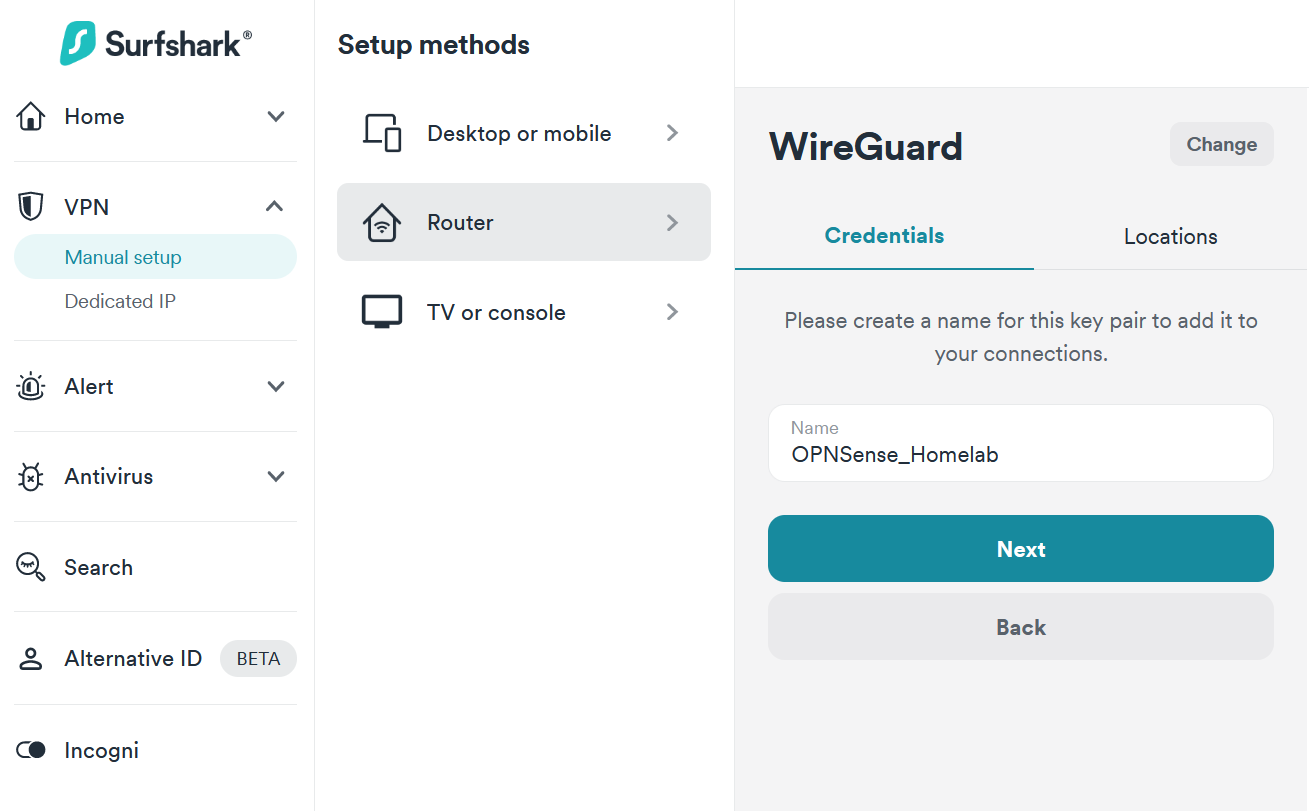 Surfshark®
Home
VPN
Manual setup
Dedicated IP
Alert
Antivirus
Search
Alternative ID BETA
Incogni
Setup methods
Desktop or mobile
Router
TV or console
WireGuard
Change
Credentials
Locations
Please create a name for this key pair to add it to
your connections.
Name
OPNSense_Homelab
Next
Back